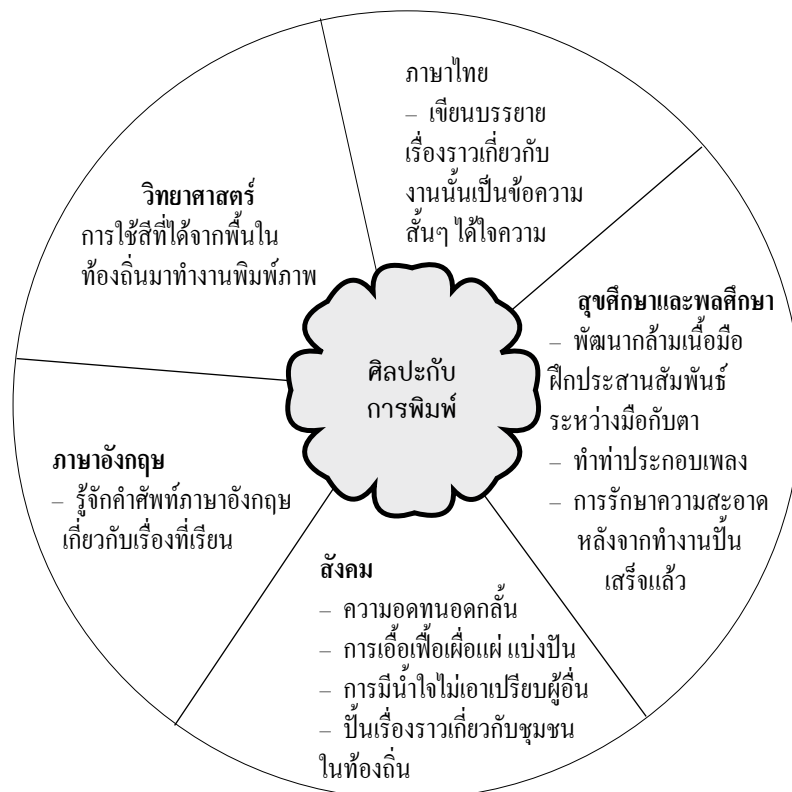 ภาษาไทย
– เขียนบรรยาย
เรื่องราวเกี่ยวกับ
งานนั้นเป็นข้อความ
สั้นๆ ได้ใจความ
วิทยาศาสตร์
การใช้สีที่ได้จากพื้นใน
ท้องถิ่นมาทำงานพิมพ์ภาพ
สุขศึกษาและพลศึกษา
– พัฒนากล้ามเนื้อมือ
ฝึกประสานสัมพันธ์
ระหว่างมือกับตา
– ทำท่าประกอบเพลง
– การรักษาความสะอาด
หลังจากทำงานปั้น
เสร็จแล้ว
ศิลปะกับ
การพิมพ์
ภาษาอังกฤษ
– รู้จักคำศัพท์ภาษาอังกฤษ
เกี่ยวกับเรื่องที่เรียน
สังคม
– ความอดทนอดกลั้น
– การเอื้อเฟื้อเผื่อแผ่ แบ่งปัน
– การมีน้ำใจไม่เอาเปรียบผู้อื่น
– ปั้นเรื่องราวเกี่ยวกับชุมชน
ในท้องถิ่น